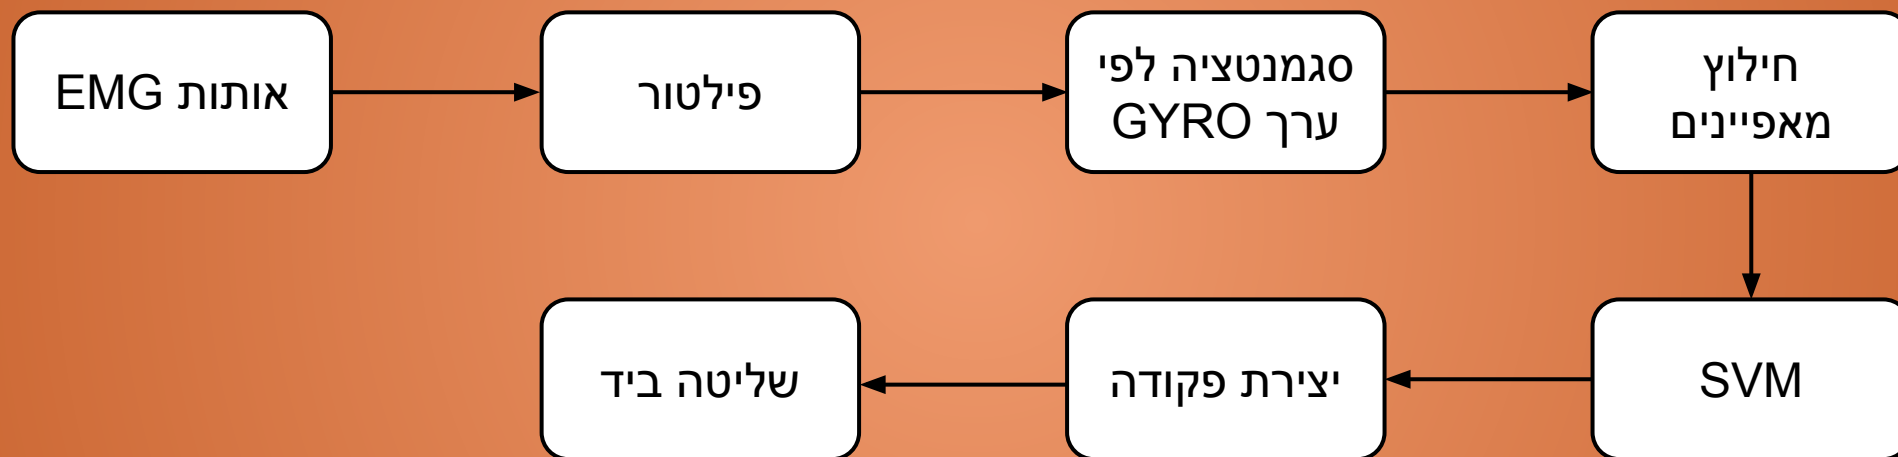 אותות EMG
פילטור
סגמנטציה לפי
ערך GYRO
חילוץ
מאפיינים
SVM
יצירת פקודה
שליטה ביד